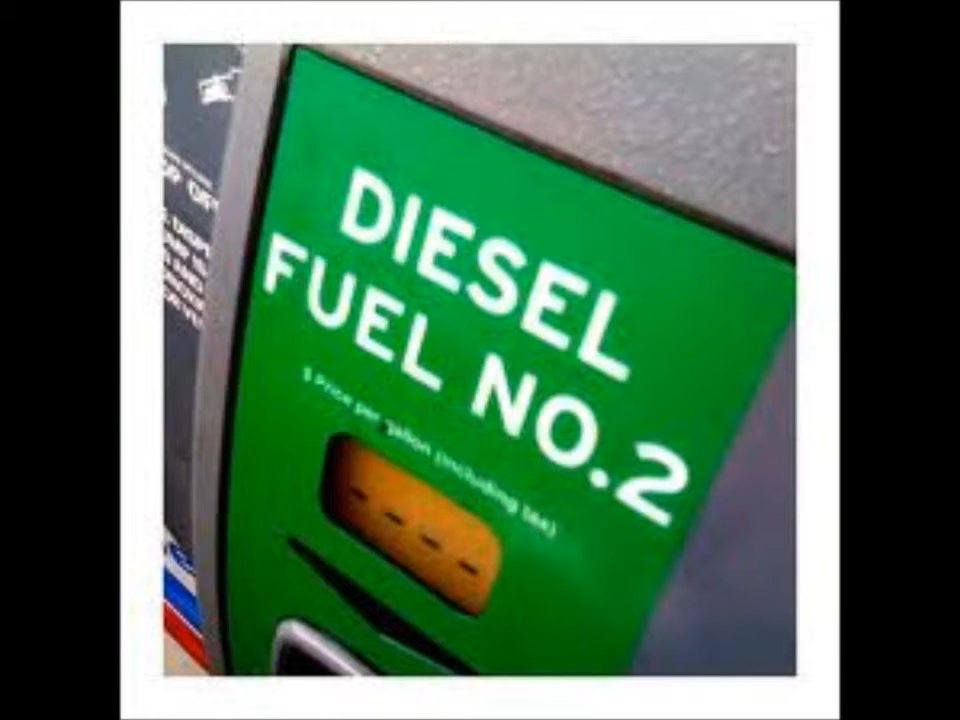 DIESEL
FUEL NO.2
$ Price per gallon (including tax)
- - - -